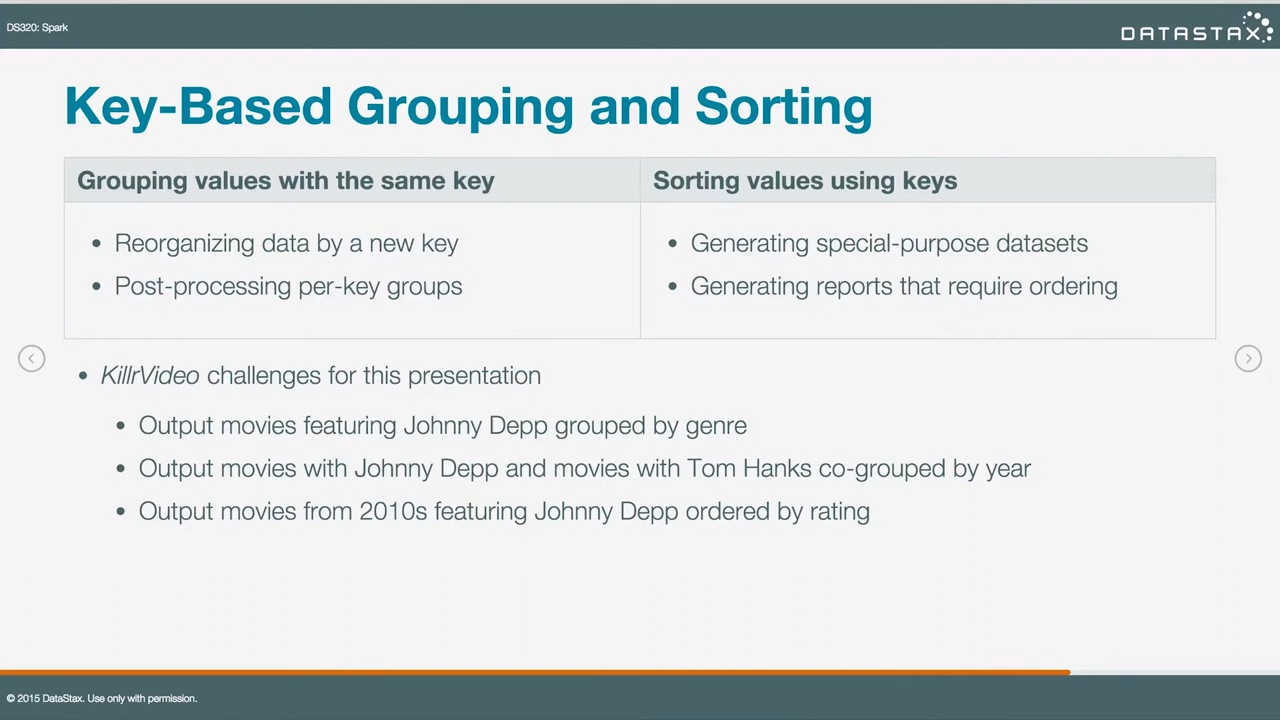 DS320: Spark
DATASTAX
Key-Based Grouping and Sorting
Grouping values with the same key
Sorting values using keys
• Reorganizing data by a new key
• Post-processing per-key groups
• Generating special-purpose datasets
• Generating reports that require ordering
• KillrVideo challenges for this presentation
• Output movies featuring Johnny Depp grouped by genre
• Output movies with Johnny Depp and movies with Tom Hanks co-grouped by year
• Output movies from 2010s featuring Johnny Depp ordered by rating
© 2015 DataStax. Use only with permission.